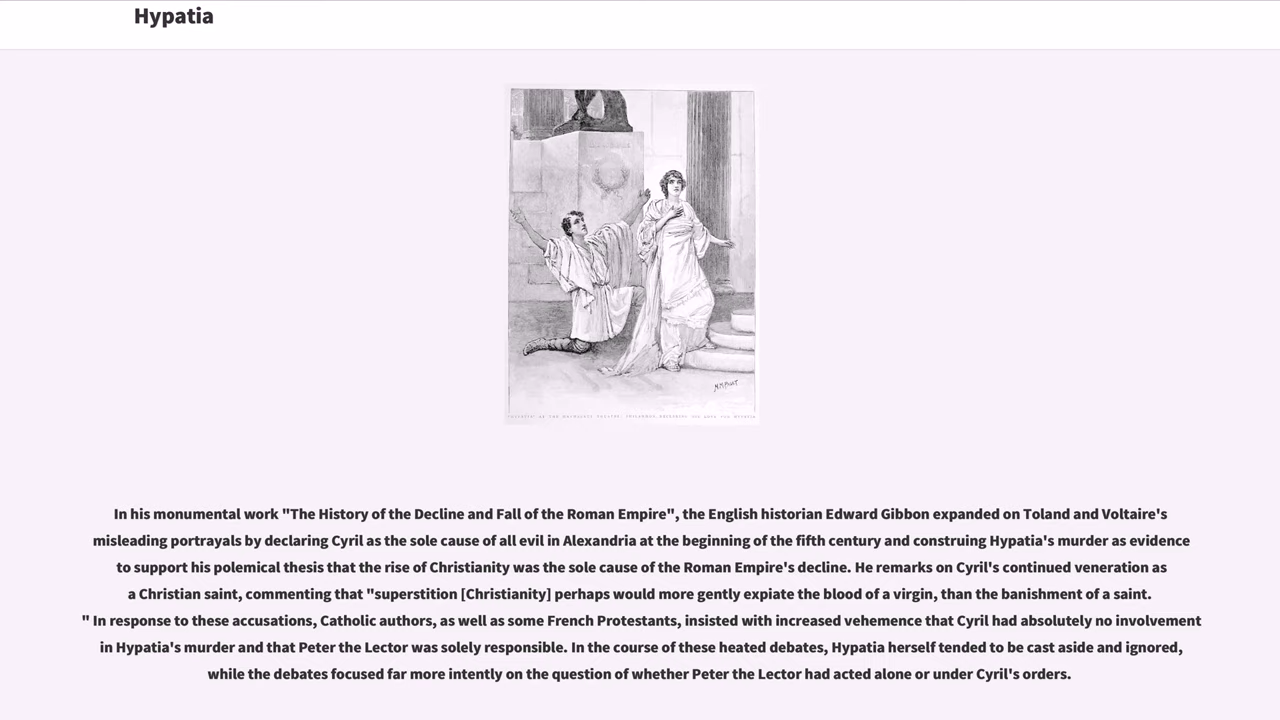 Hypatia
In his monumental work "The History of the Decline and Fall of the Roman Empire", the English historian Edward Gibbon expanded on Toland and Voltaire's
misleading portrayals by declaring Cyril as the sole cause of all evil in Alexandria at the beginning of the fifth century and construing Hypatia's murder as evidence
to support his polemical thesis that the rise of Christianity was the sole cause of the Roman Empire's decline. He remarks on Cyril's continued veneration as
a Christian saint, commenting that "superstition [Christianity] perhaps would more gently expiate the blood of a virgin, than the banishment of a saint.
" In response to these accusations, Catholic authors, as well as some French Protestants, insisted with increased vehemence that Cyril had absolutely no involvement
in Hypatia's murder and that Peter the Lector was solely responsible. In the course of these heated debates, Hypatia herself tended to be cast aside and ignored,
while the debates focused far more intently on the question of whether Peter the Lector had acted alone or under Cyril's orders.